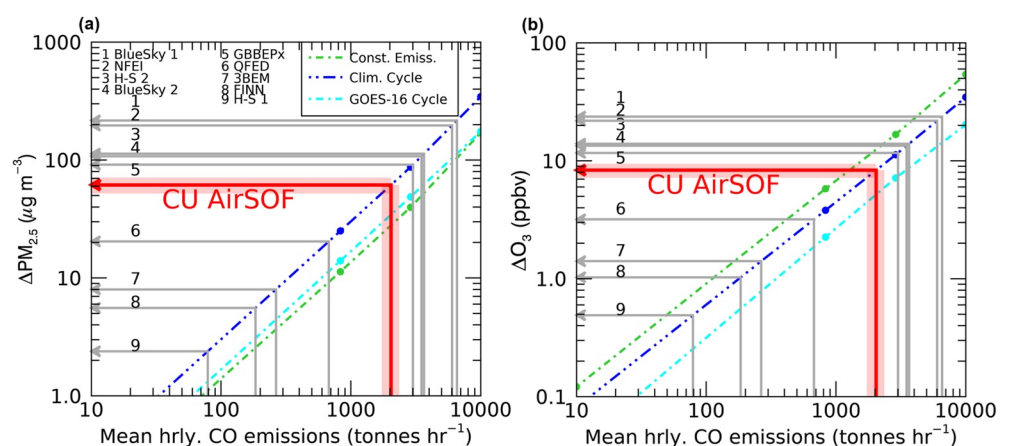 (a)
1000
1 BlueSky 1
2 NFEI
3 H-S 2
4 BlueSky 2
5 GBBEPx
6 QFED
7 3BEM
8 FINN
9 H-S 1
Const. Emiss.
Clim. Cycle
GOES-16 Cycle
1
2
3
4
5
6
7
8
9
CU AirSOF
100
10
1.0
ΔPM2.5 (μg m−3)
10
100
1000
10000
Mean hrly. CO emissions (tonnes hr−1)
(b)
100
10
1.0
0.1
ΔO3 (ppbv)
1
2
3
4
5
6
7
8
9
CU AirSOF
10
100
1000
10000
Mean hrly. CO emissions (tonnes hr−1)